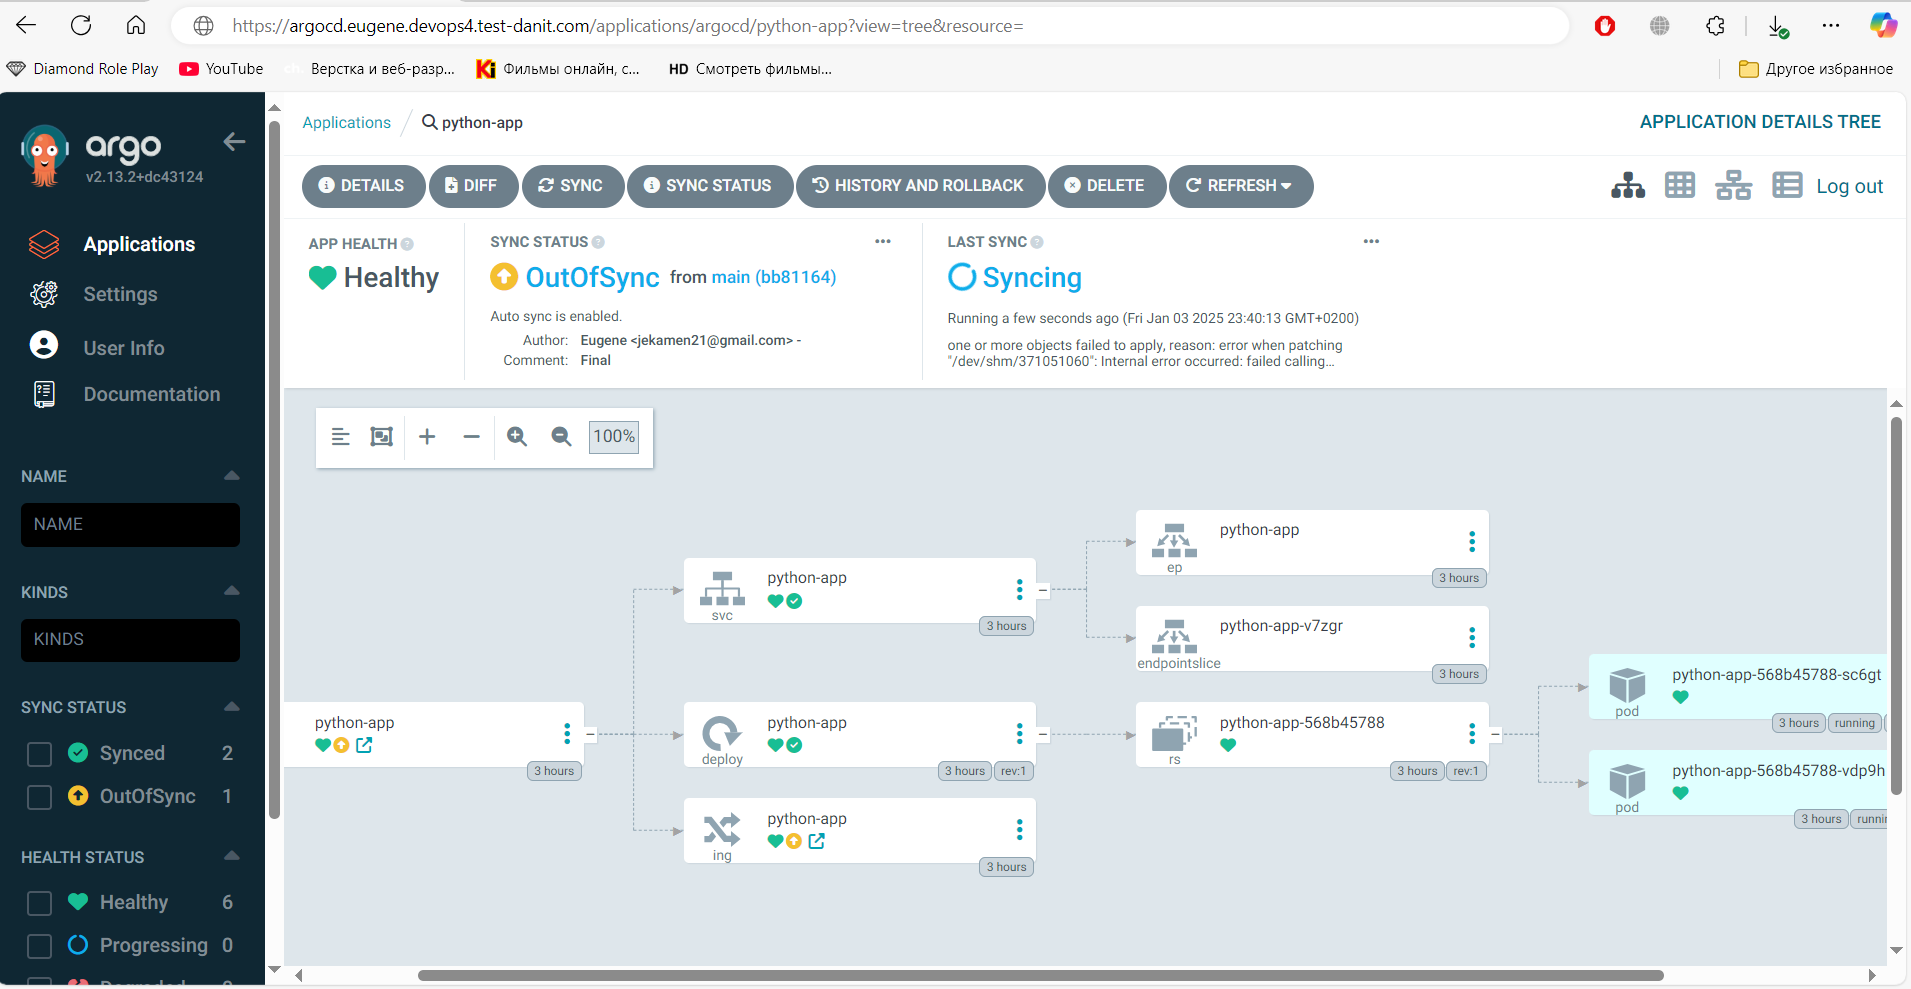 https://argocd.eugene.devops4.test-danit.com/applications/argocd/python-app?view=tree&resource=
Diamond Role Play
YouTube
Верстка и веб-разр...
Фильмы онлайн, с...
HD Смотреть фильмы...
Другое избранное
argo
v2.13.2+dc43124
Applications
Settings
User Info
Documentation
NAME
NAME
KINDS
KINDS
SYNC STATUS
Synced 2
OutOfSync 1
HEALTH STATUS
Healthy 6
Progressing 0
Applications / python-app
APPLICATION DETAILS TREE
DETAILS
DIFF
SYNC
SYNC STATUS
HISTORY AND ROLLBACK
DELETE
REFRESH
Log out
APP HEALTH
Healthy
SYNC STATUS
OutOfSync from main (bb81164)
Auto sync is enabled.
Author: Eugene <jekamen21@gmail.com> -
Comment: Final
LAST SYNC
Syncing
Running a few seconds ago (Fri Jan 03 2025 23:40:13 GMT+0200)
one or more objects failed to apply, reason: error when patching
"/dev/shm/371051060": Internal error occurred: failed calling...
100%
python-app
3 hours
python-app
svc
3 hours
python-app
deploy
3 hours rev:1
python-app
ing
3 hours
python-app
ep
3 hours
python-app-v7zgr
endpointslice
3 hours
python-app-568b45788
rs
3 hours rev:1
python-app-568b45788-sc6gt
pod
3 hours running
python-app-568b45788-vdp9h
pod
3 hours runnin